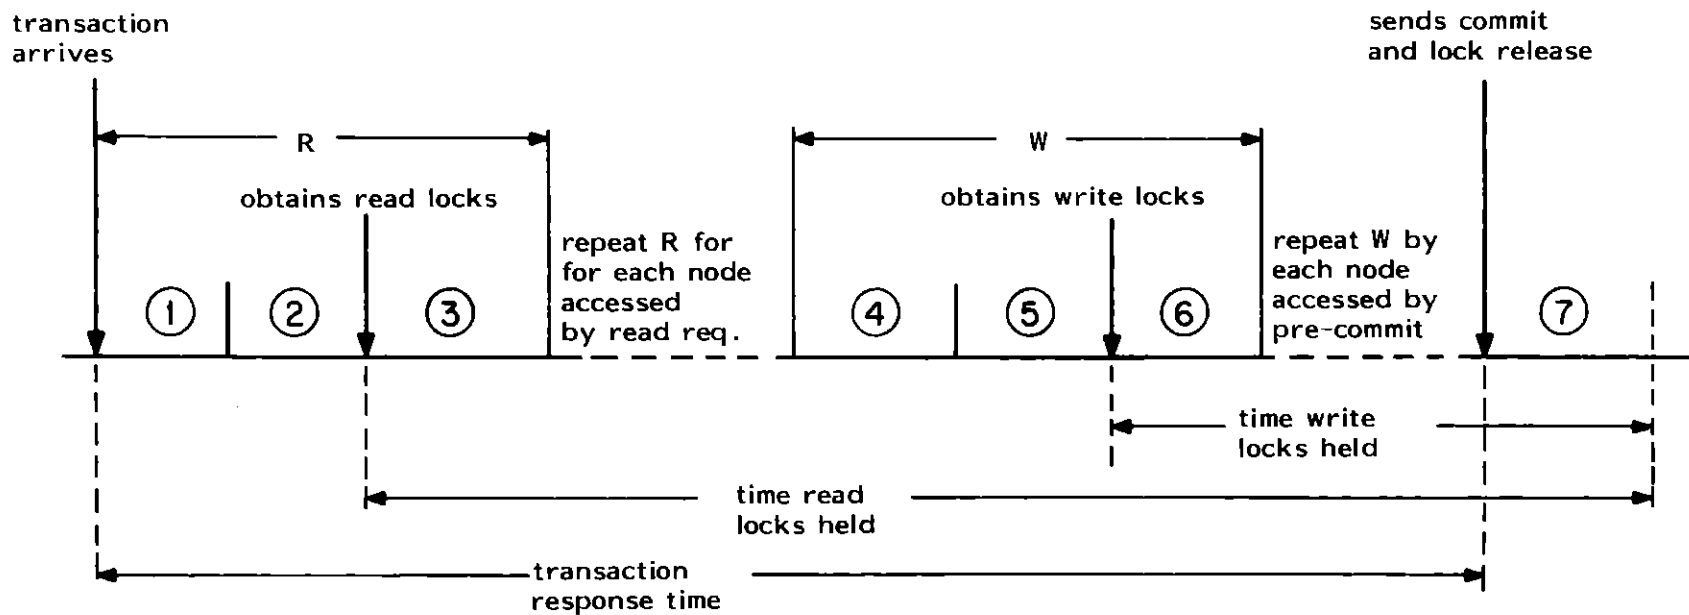 transaction
arrives
sends commit
and lock release
R
W
obtains read locks
obtains write locks
repeat R for
for each node
accessed
by read req.
repeat W by
each node
accessed by
pre-commit
1
2
3
4
5
6
7
time write
locks held
time read
locks held
transaction
response time